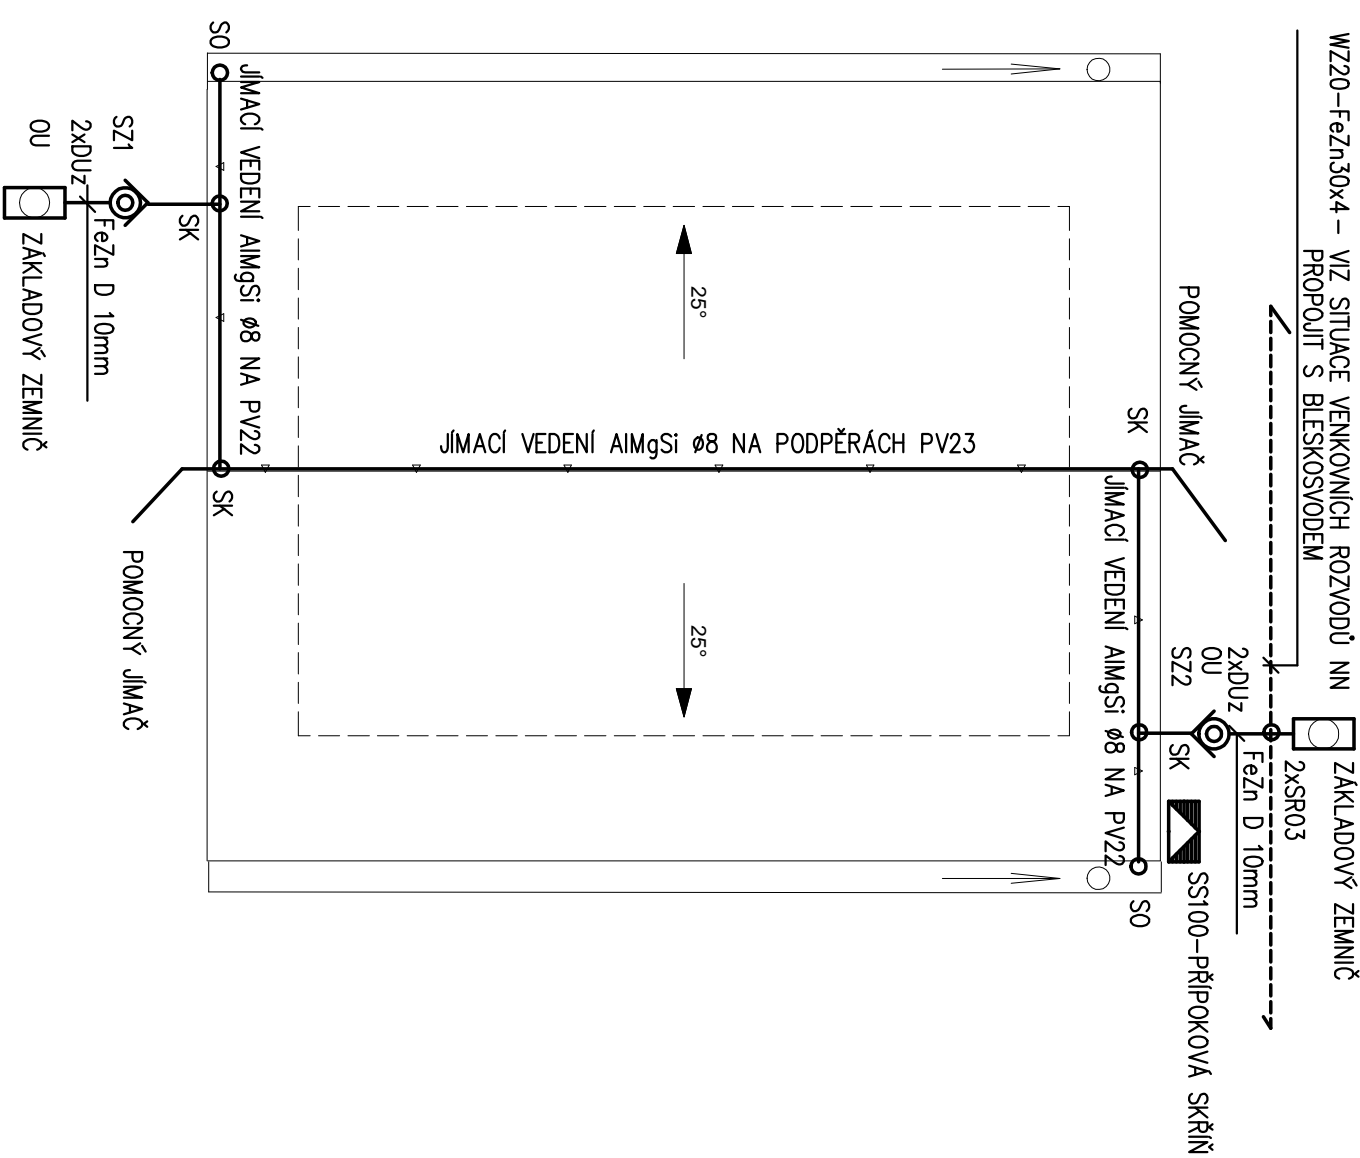 WZ20-FeZn30x4- VIZ SITUACE VENKOVNÍCH ROZVODŮ NN
PROPOJIT S BLESKOSVODEM
ZÁKLADOVÝ ZEMNIČ
2xSR03
2xDUz
OU
SZ2
FeZn D 10mm
SK
SS100-PŘÍPOKOVÁ SKŘÍŇ
POMOCNÝ JÍMAČ
SK
JÍMACÍ VEDENÍ AlMgSi ø8 NA PV22
SO
25°
25°
JÍMACÍ VEDENÍ AlMgSi ø8 NA PODPĚRÁCH PV23
SO
JÍMACÍ VEDENÍ AlMgSi ø8 NA PV22
SK
SK
POMOCNÝ JÍMAČ
SZ1
2xDUz
OU
FeZn D 10mm
ZÁKLADOVÝ ZEMNIČ